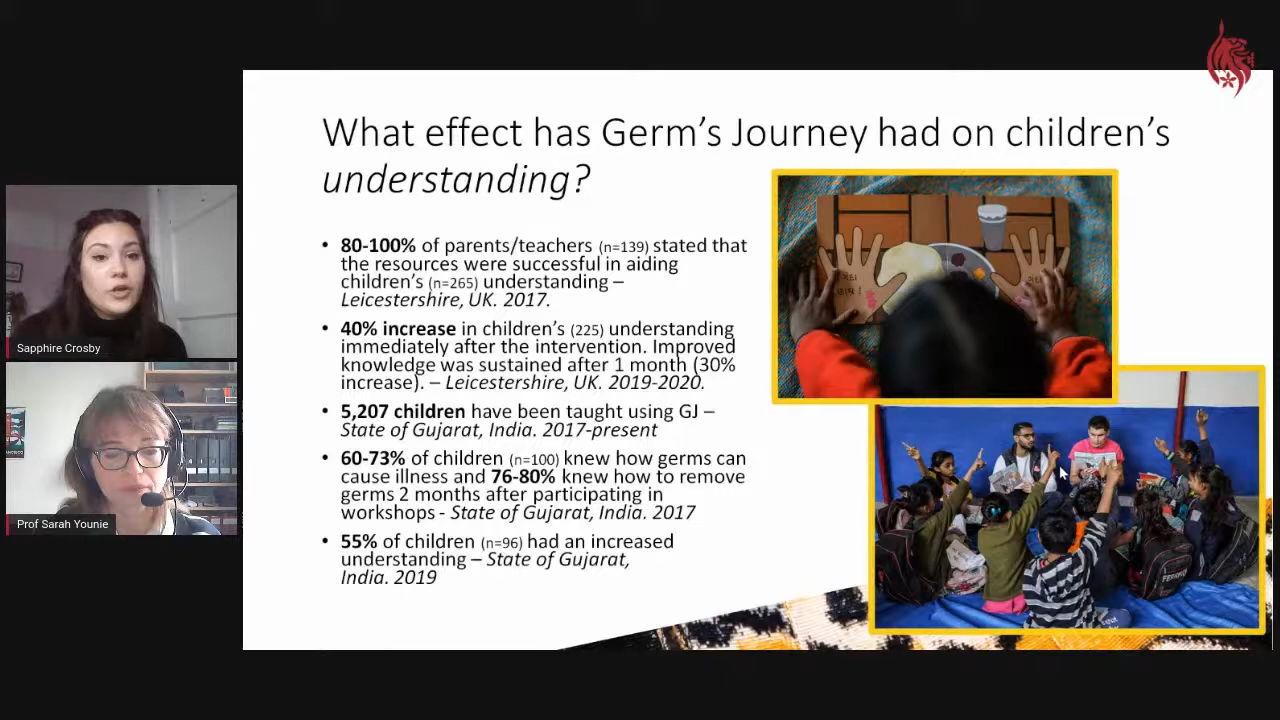 What effect has Germ's Journey had on children's
understanding?
• 80-100% of parents/teachers (n=139) stated that
the resources were successful in aiding
children's (n=265) understanding –
Leicestershire, UK. 2017.
• 40% increase in children's (225) understanding
immediately after the intervention. Improved
knowledge was sustained after 1 month (30%
increase). – Leicestershire, UK. 2019-2020.
• 5,207 children have been taught using GJ –
State of Gujarat, India. 2017-present
• 60-73% of children (n=100) knew how germs can
cause illness and 76-80% knew how to remove
germs 2 months after participating in
workshops - State of Gujarat, India. 2017
• 55% of children (n=96) had an increased
understanding – State of Gujarat,
India. 2019
Sapphire Crosby
Prof Sarah Younie